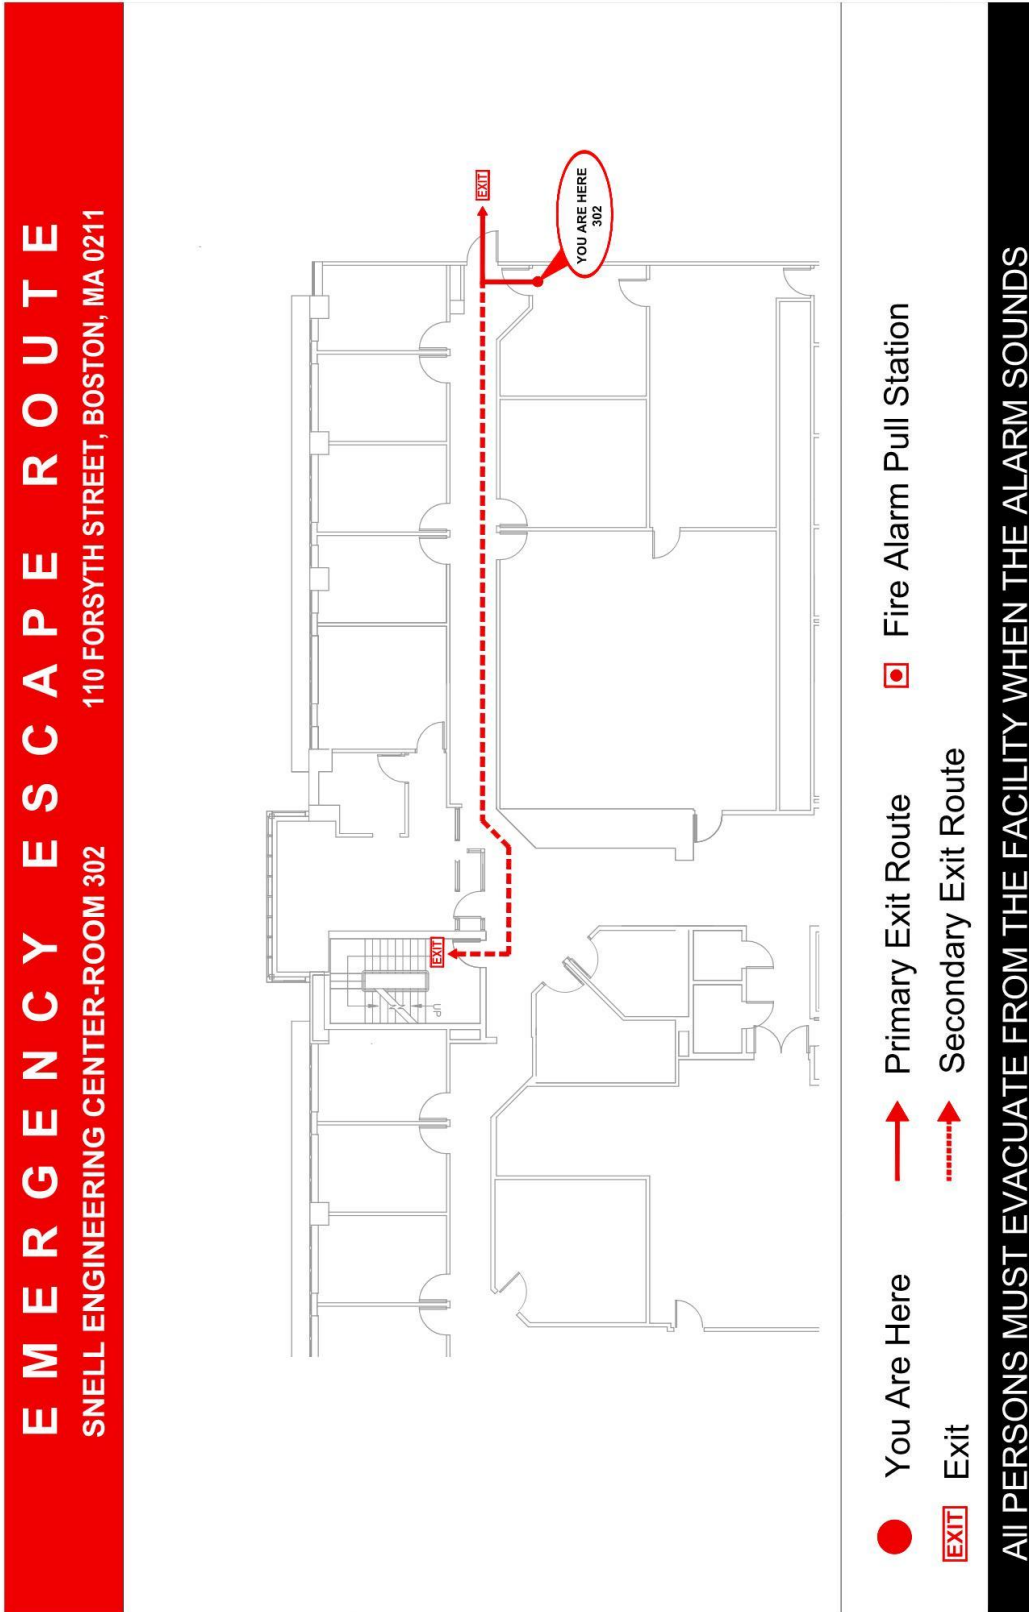 EMERGENCY ESCAPE ROUTE
SNELL ENGINEERING CENTER-ROOM 302 110 FORSYTH STREET, BOSTON, MA 0211
EXIT
UP
EXIT
YOU ARE HERE
302
You Are Here
Primary Exit Route
Fire Alarm Pull Station
EXIT Exit
Secondary Exit Route
All PERSONS MUST EVACUATE FROM THE FACILITY WHEN THE ALARM SOUNDS